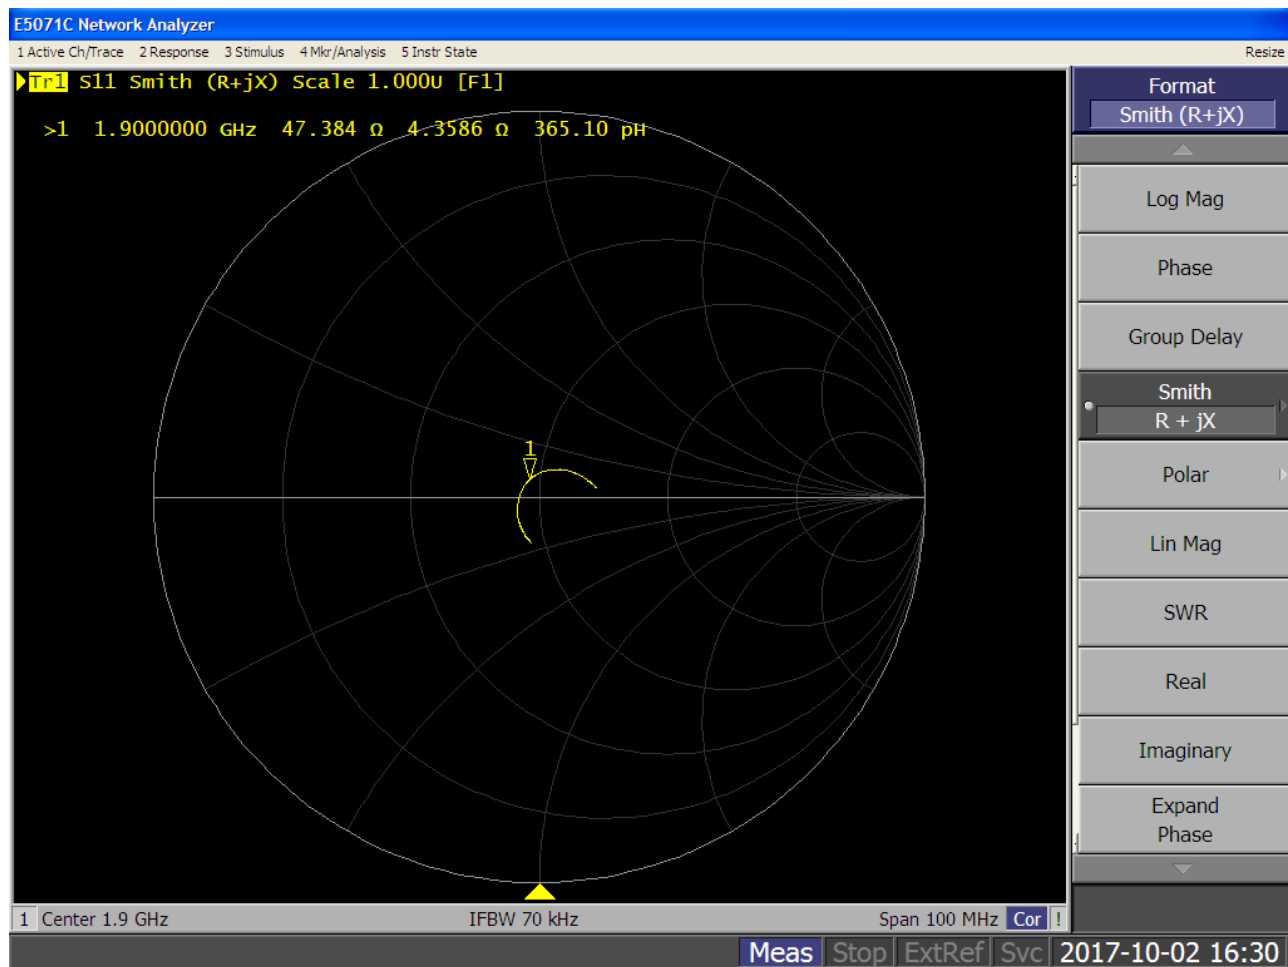 E5071C Network Analyzer
1 Active Ch/Trace 2 Response 3 Stimulus 4 Mkr/Analysis 5 Instr State Resize
Tr1 S11 Smith (R+jX) Scale 1.000U [F1]
>1 1.9000000 GHz 47.384 Ω 4.3586 Ω 365.10 pH
1
Format
Smith (R+jX)
Log Mag
Phase
Group Delay
Smith
R + jX
Polar
Lin Mag
SWR
Real
Imaginary
Expand
Phase
1 Center 1.9 GHz IFBW 70 kHz Span 100 MHz Cor !
Meas Stop ExtRef Svc 2017-10-02 16:30